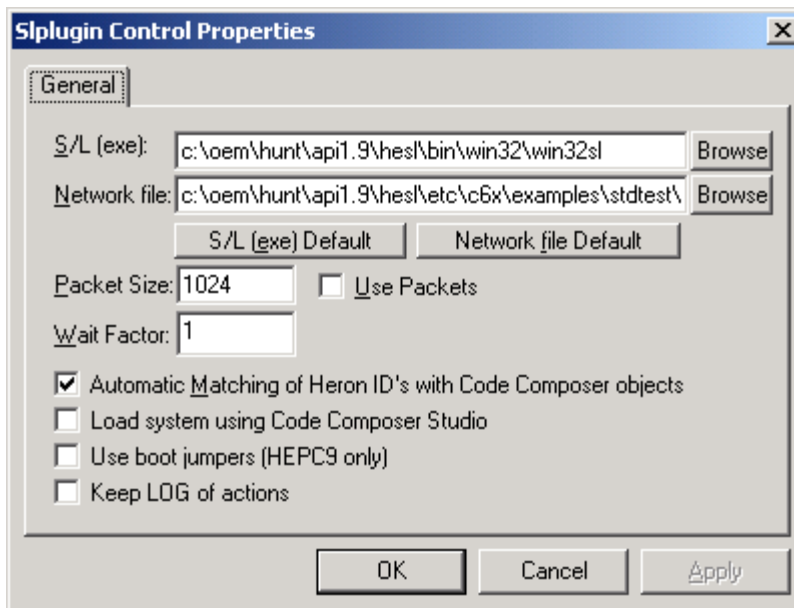 Slplugin Control Properties
General
S/L (exe): c:\oem\hunt\api1.9\hesl\bin\win32\win32sl Browse
Network file: c:\oem\hunt\api1.9\hesl\etc\c6x\examples\stdtest\ Browse
S/L (exe) Default Network file Default
Packet Size: 1024 Use Packets
Wait Factor: 1
Automatic Matching of Heron ID's with Code Composer objects
Load system using Code Composer Studio
Use boot jumpers (HEPC9 only)
Keep LOG of actions
OK Cancel Apply